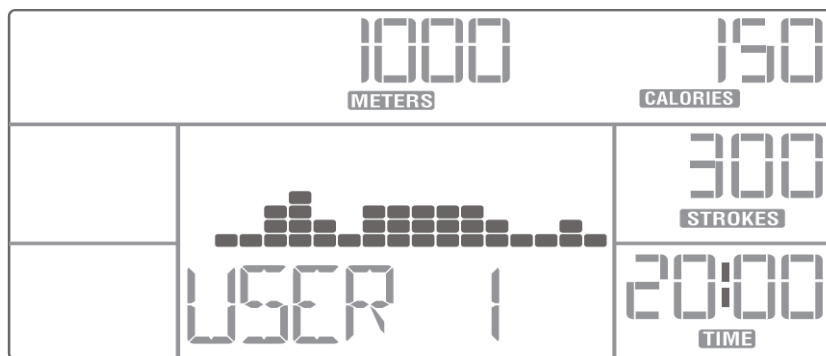 1000 150
METERS CALORIES
300
STROKES
USER 1 20:00
TIME